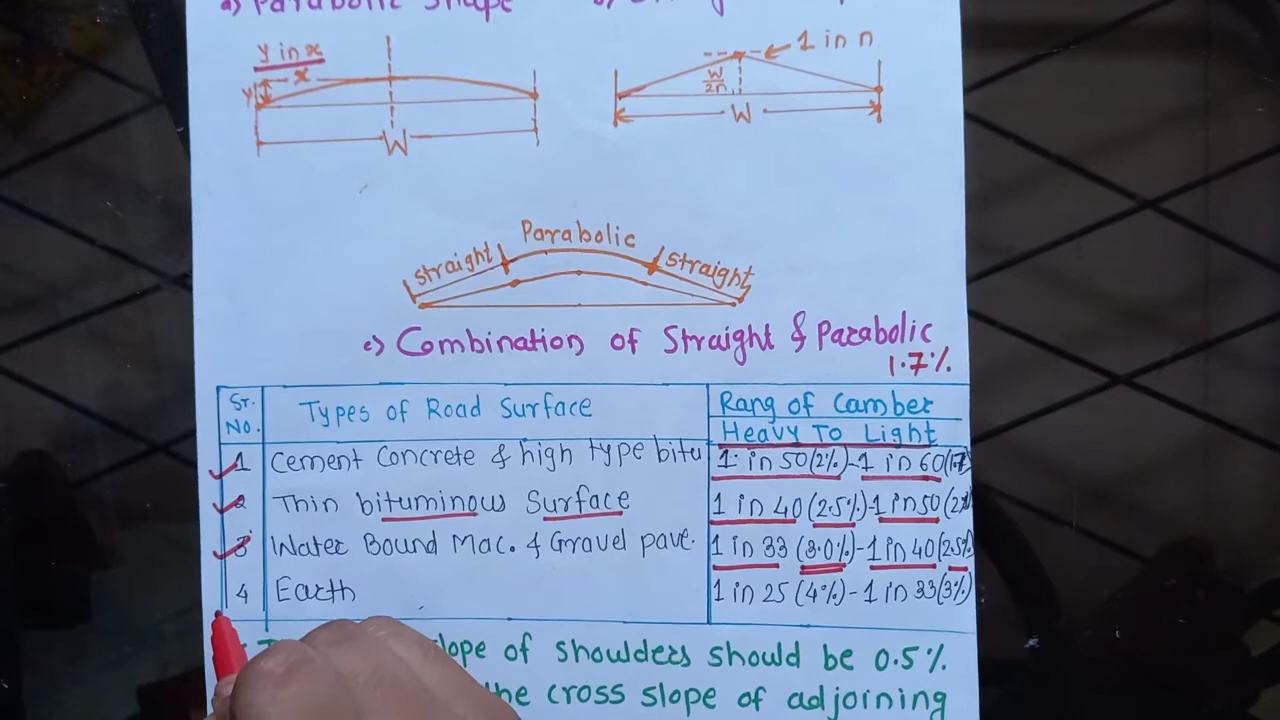 a) Parabolic Shape
y in x
x
y
W
1 in n
W
2n
W
Parabolic
straight
straight
c) Combination of Straight & Parabolic
1.7%
Sr. No.
Types of Road Surface
Rang of Camber
Heavy To Light
1 Cement Concrete & high type bitu 1 in 50(2%)-1 in 60(1.7
2 Thin bituminous Surface 1 in 40(2.5%)-1 in 50(2%)
3 Water Bound Mac. & Gravel pave. 1 in 33 (3.0%)-1 in 40(2.5%
4 Earth 1 in 25 (4%)-1 in 33(3%)
lope of shoulders should be 0.5%
the cross slope of adjoining